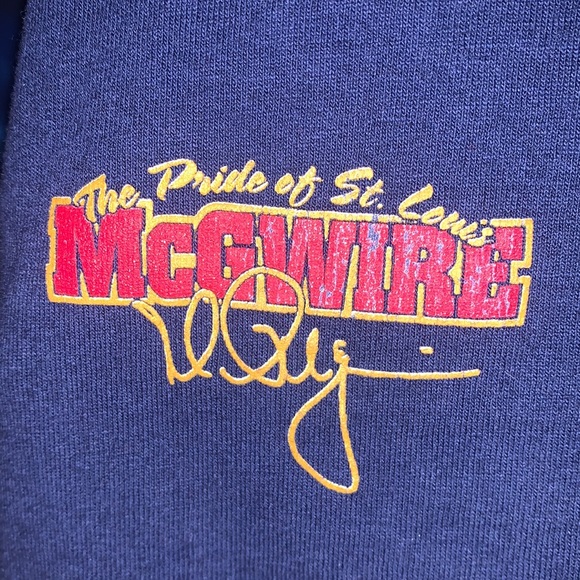 The Pride of St. Louis
McGWIRE